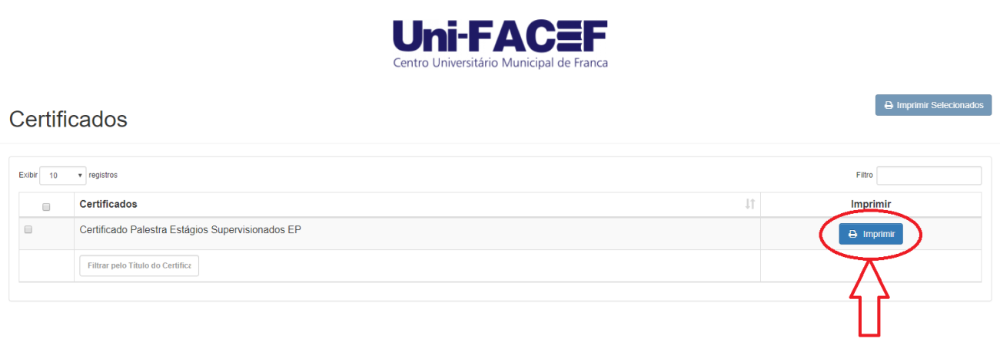 Uni-FACEF
Centro Universitário Municipal de Franca
Imprimir Selecionados
Certificados
Exibir 10 registros
Filtro
Certificados Imprimir
Certificado Palestra Estágios Supervisionados EP Imprimir
Filtrar pelo Título do Certifica